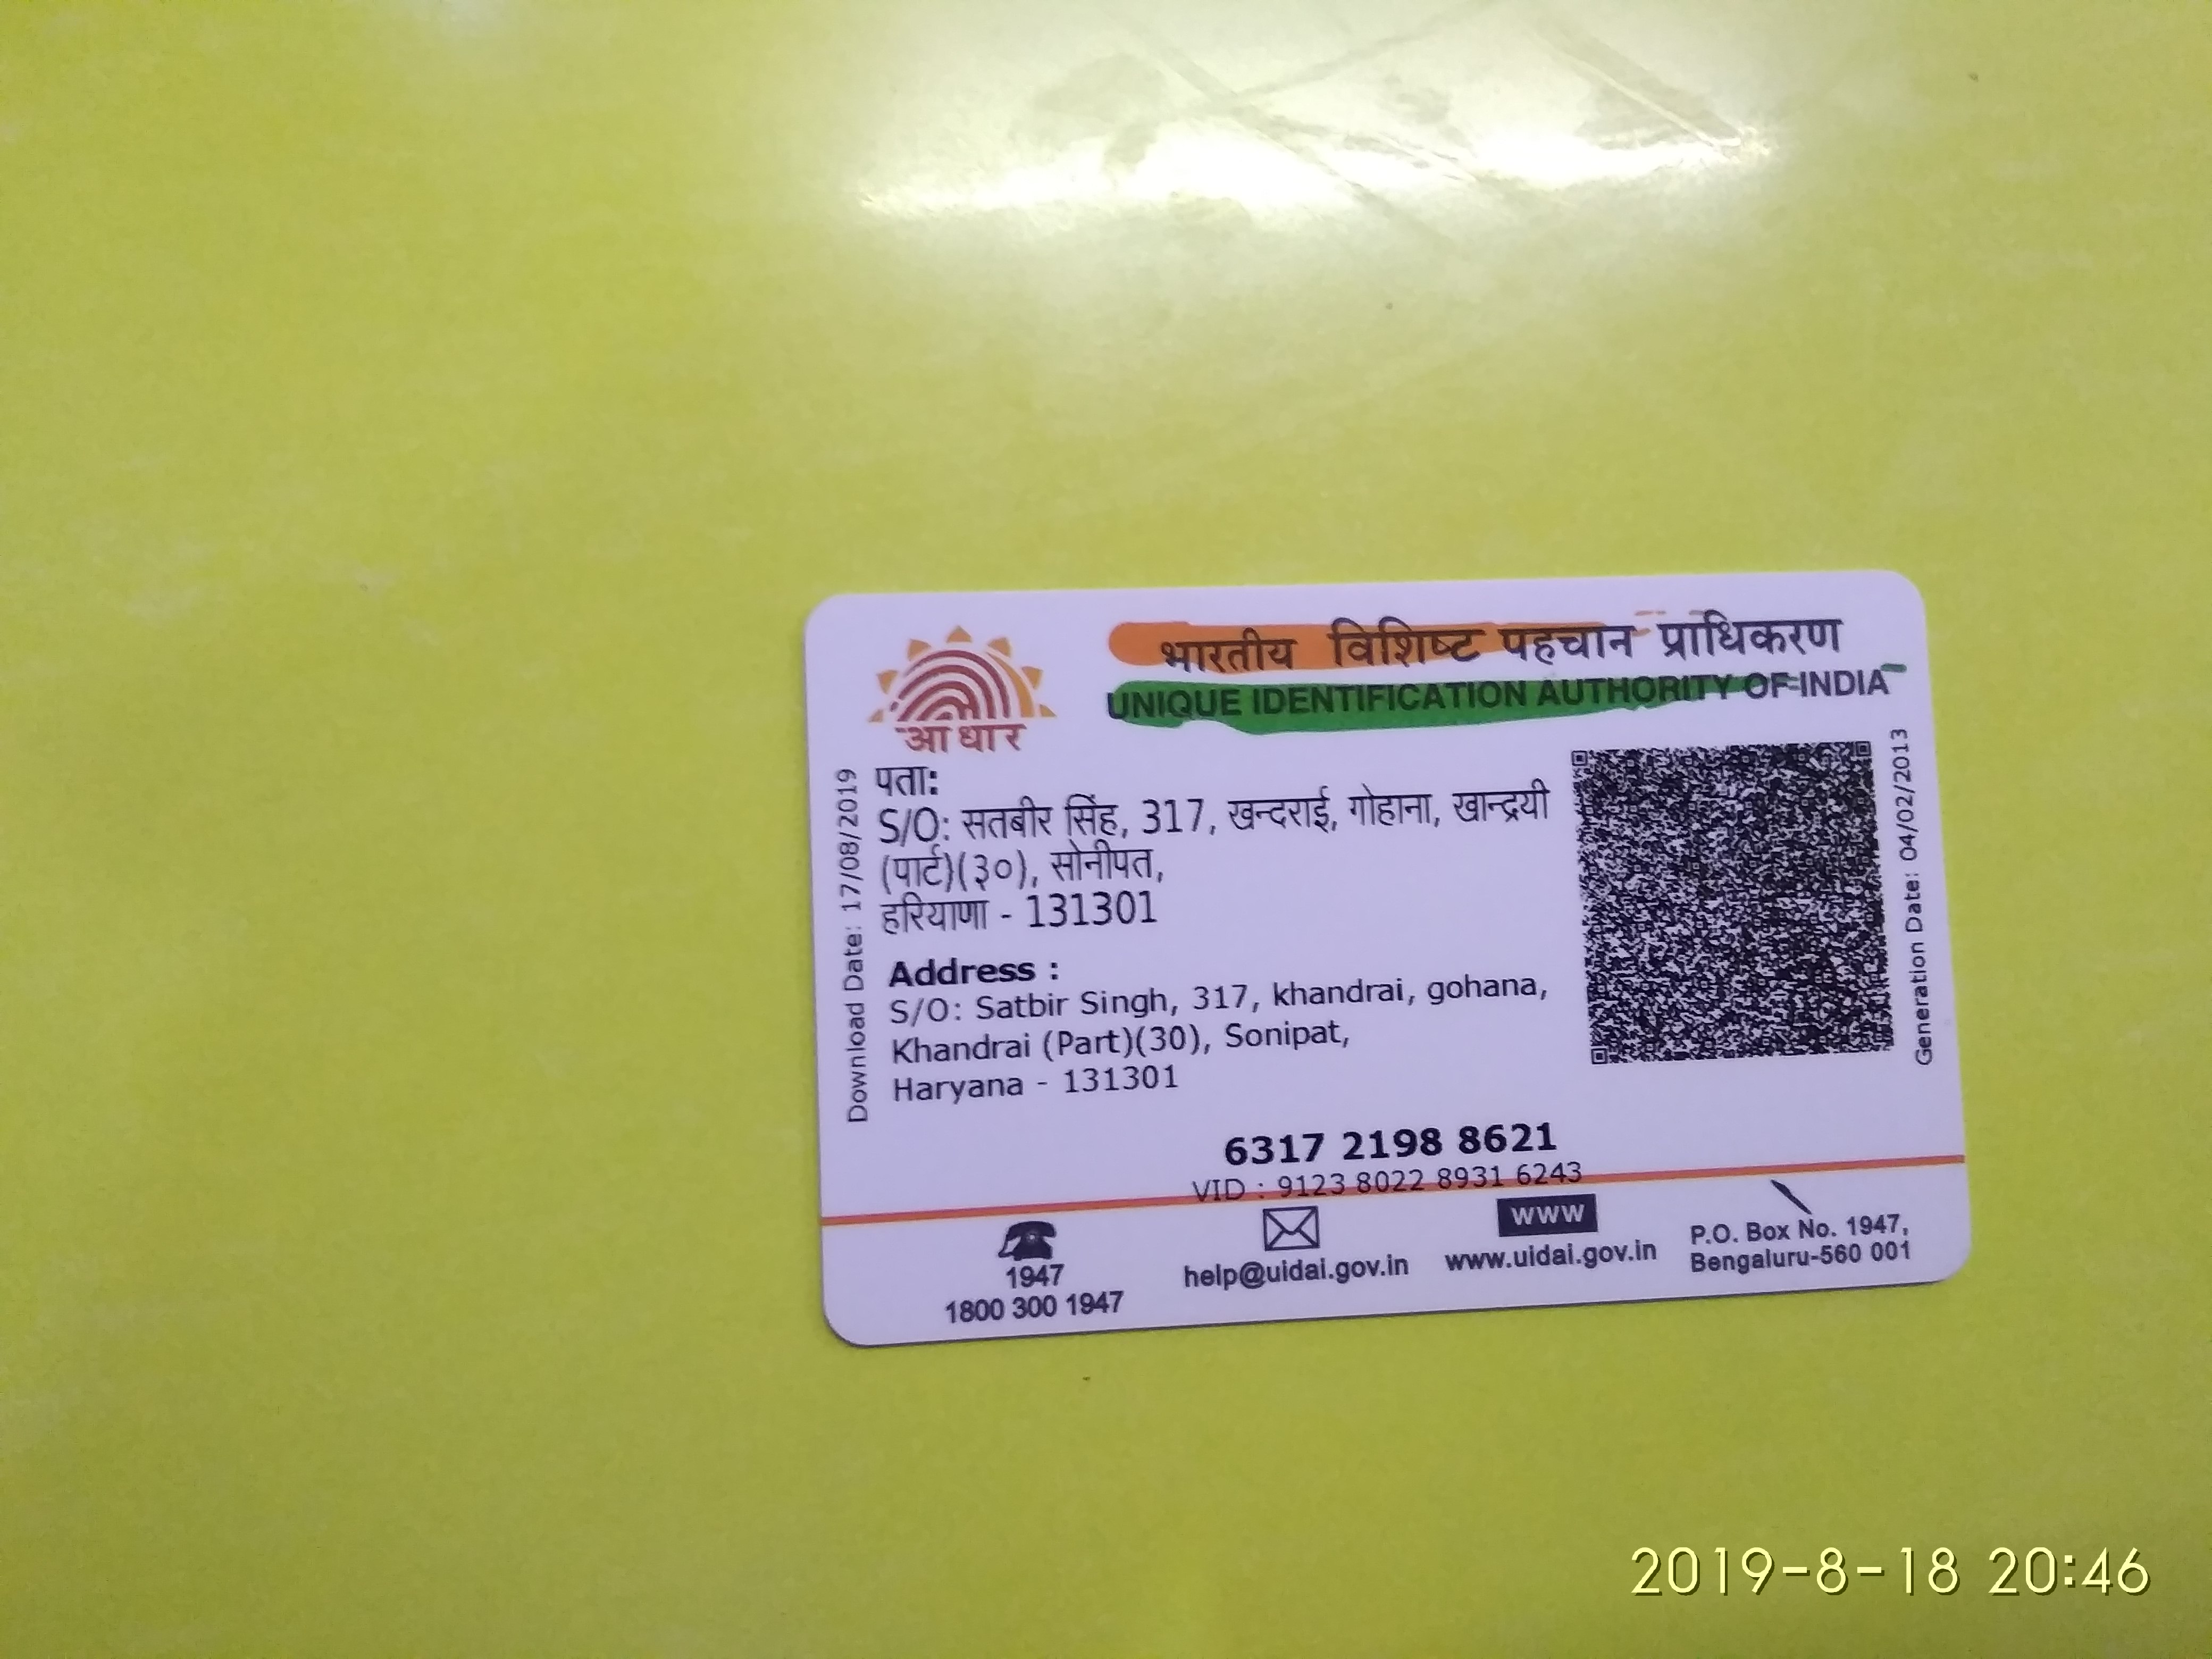 भारतीय विशिष्ट पहचान प्राधिकरण
UNIQUE IDENTIFICATION AUTHORITY OF INDIA
आधार
Download Date: 17/08/2019
पता:
S/O: सतबीर सिंह, 317, खन्दराई, गोहाना, खान्द्रयी
(पार्ट)(३०), सोनीपत,
हरियाणा - 131301
Address :
S/O: Satbir Singh, 317, khandrai, gohana,
Khandrai (Part)(30), Sonipat,
Haryana - 131301
Generation Date: 04/02/2013
6317 2198 8621
VID : 9123 8022 8931 6243
1947
1800 300 1947
help@uidai.gov.in
www
www.uidai.gov.in
P.O. Box No. 1947,
Bengaluru-560 001
2019-8-18 20:46